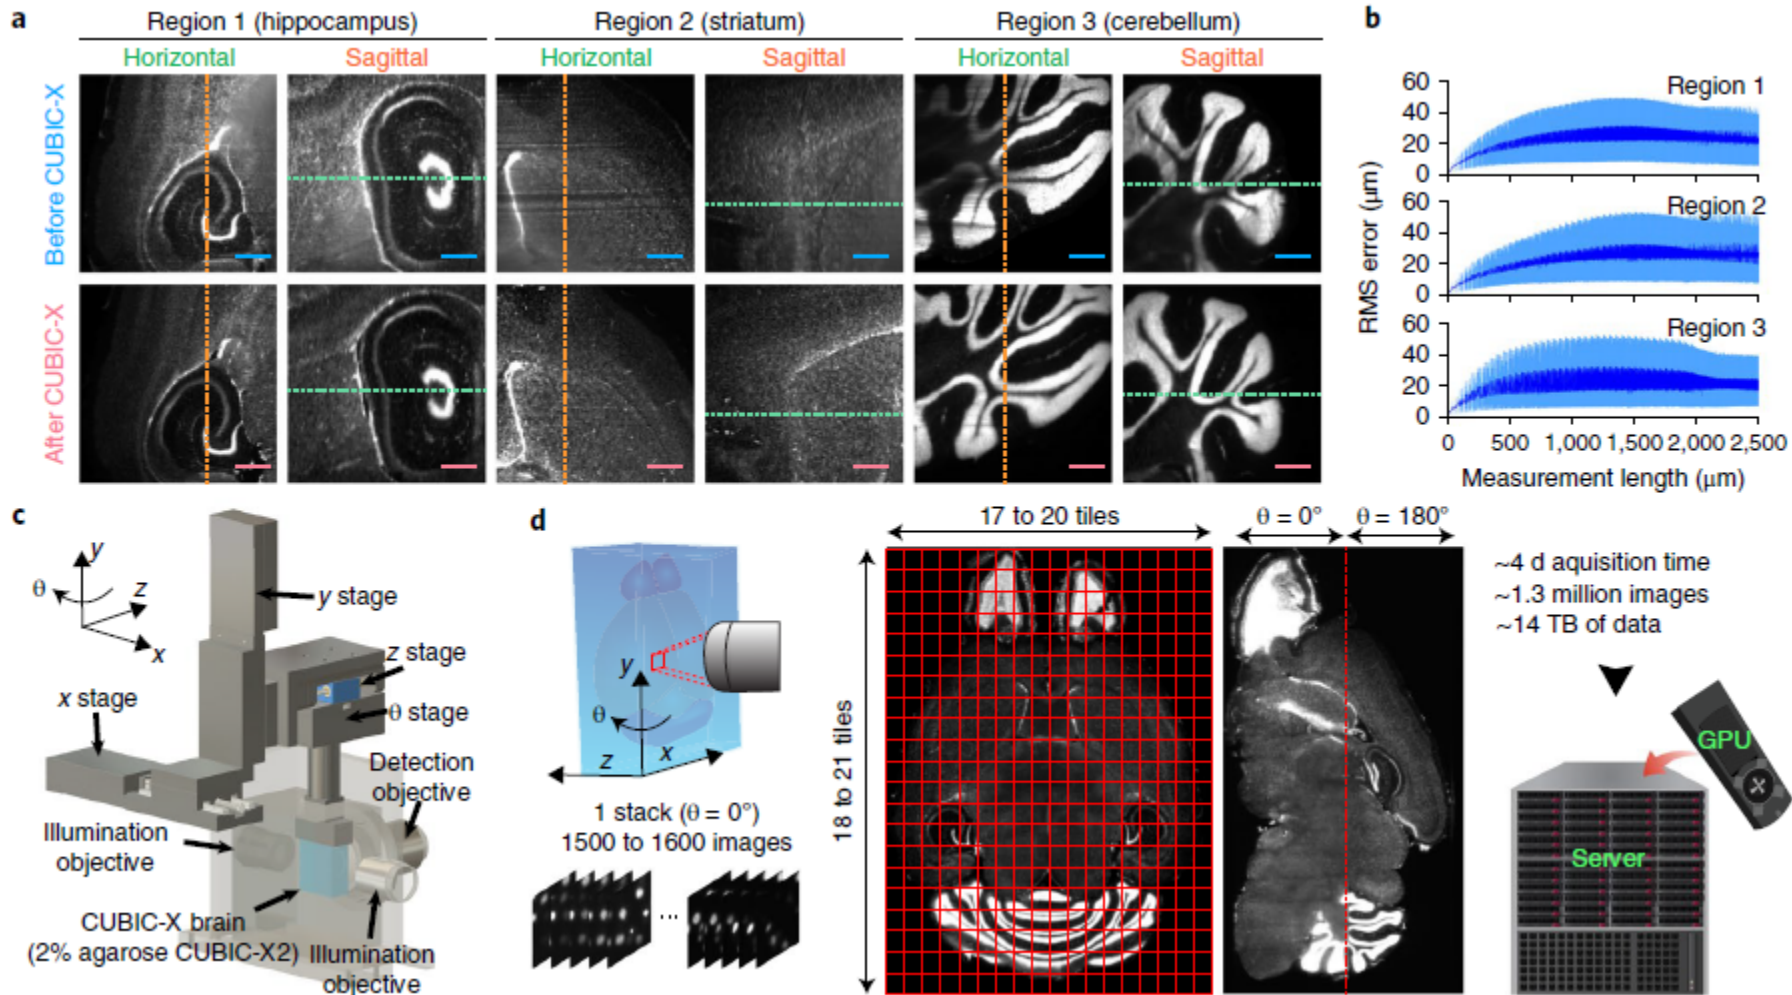 a
Region 1 (hippocampus)
Region 2 (striatum)
Region 3 (cerebellum)
Horizontal
Sagittal
Horizontal
Sagittal
Horizontal
Sagittal
Before CUBIC-X
After CUBIC-X
b
60
40
20
0
Region 1
60
40
20
0
Region 2
60
40
20
0
Region 3
RMS error (μm)
0
500
1,000
1,500
2,000
2,500
Measurement length (μm)
c
y
θ
z
x
y stage
z stage
x stage
θ stage
Detection
objective
Illumination
objective
CUBIC-X brain
(2% agarose CUBIC-X2)
Illumination
objective
d
y
θ
x
z
1 stack (θ = 0°)
1500 to 1600 images
...
17 to 20 tiles
18 to 21 tiles
θ = 0°
θ = 180°
~4 d aquisition time
~1.3 million images
~14 TB of data
GPU
Server